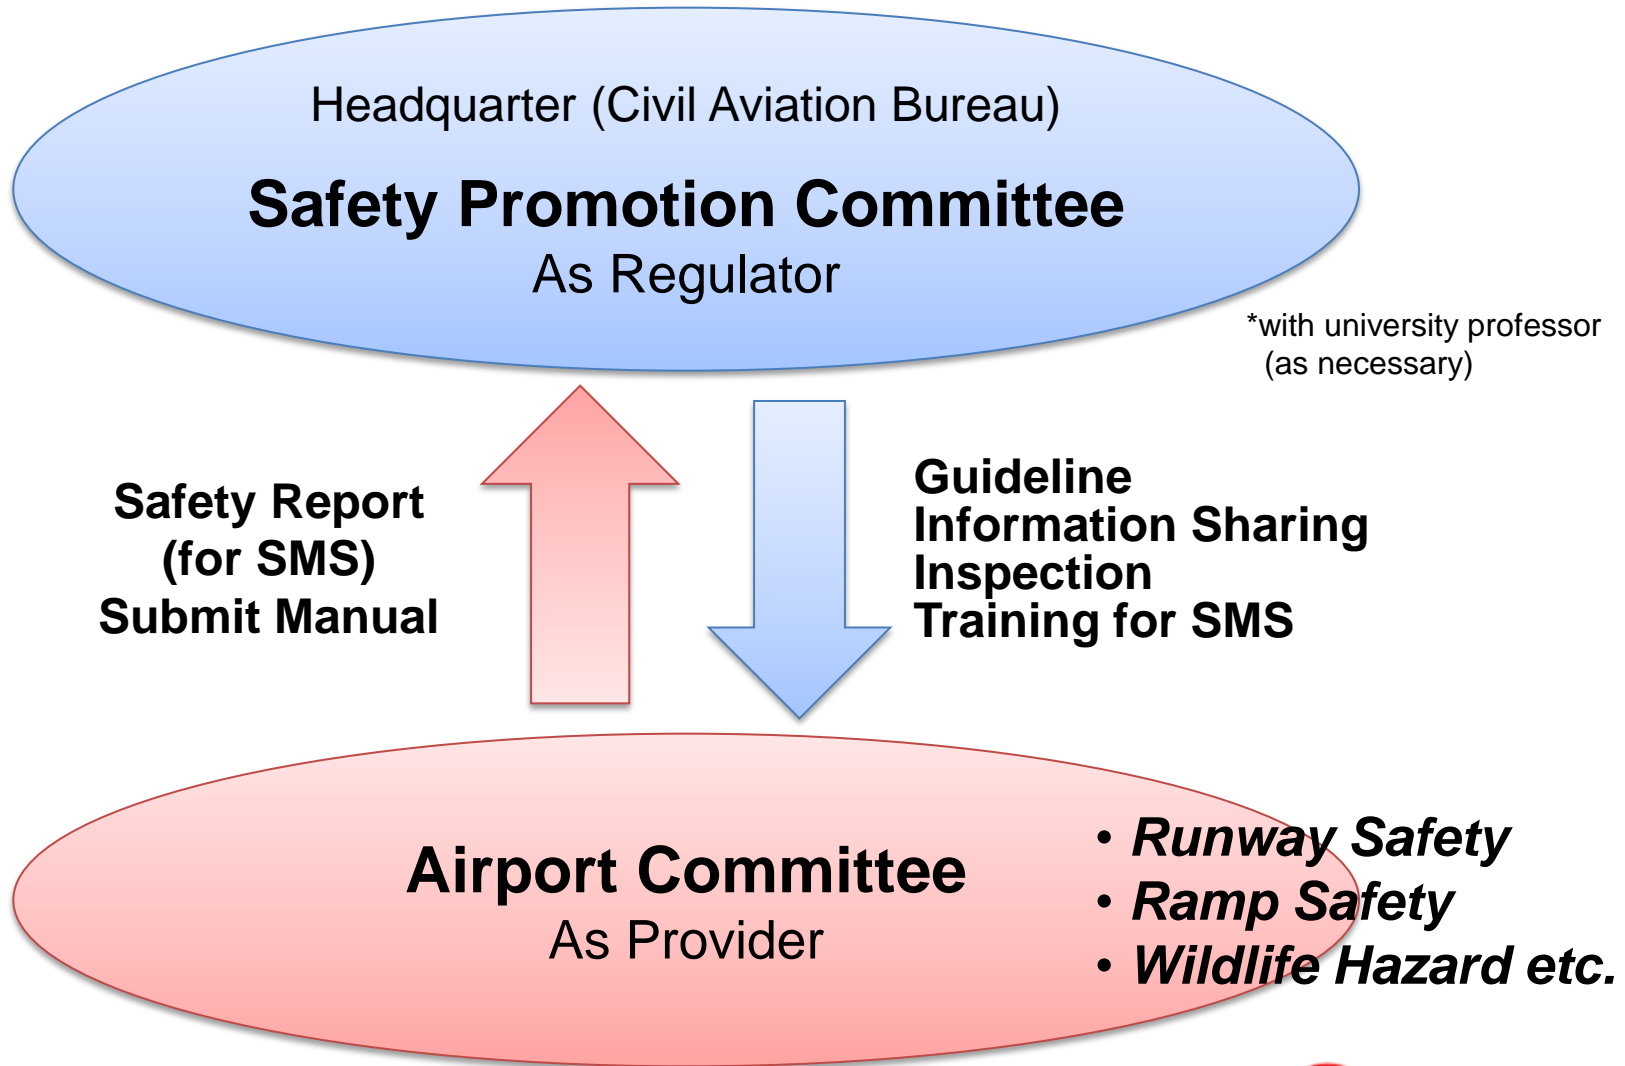 Headquarter (Civil Aviation Bureau)
Safety Promotion Committee
As Regulator
*with university professor
(as necessary)
Safety Report
(for SMS)
Submit Manual
Guideline
Information Sharing
Inspection
Training for SMS
Airport Committee
As Provider
• Runway Safety
• Ramp Safety
• Wildlife Hazard etc.